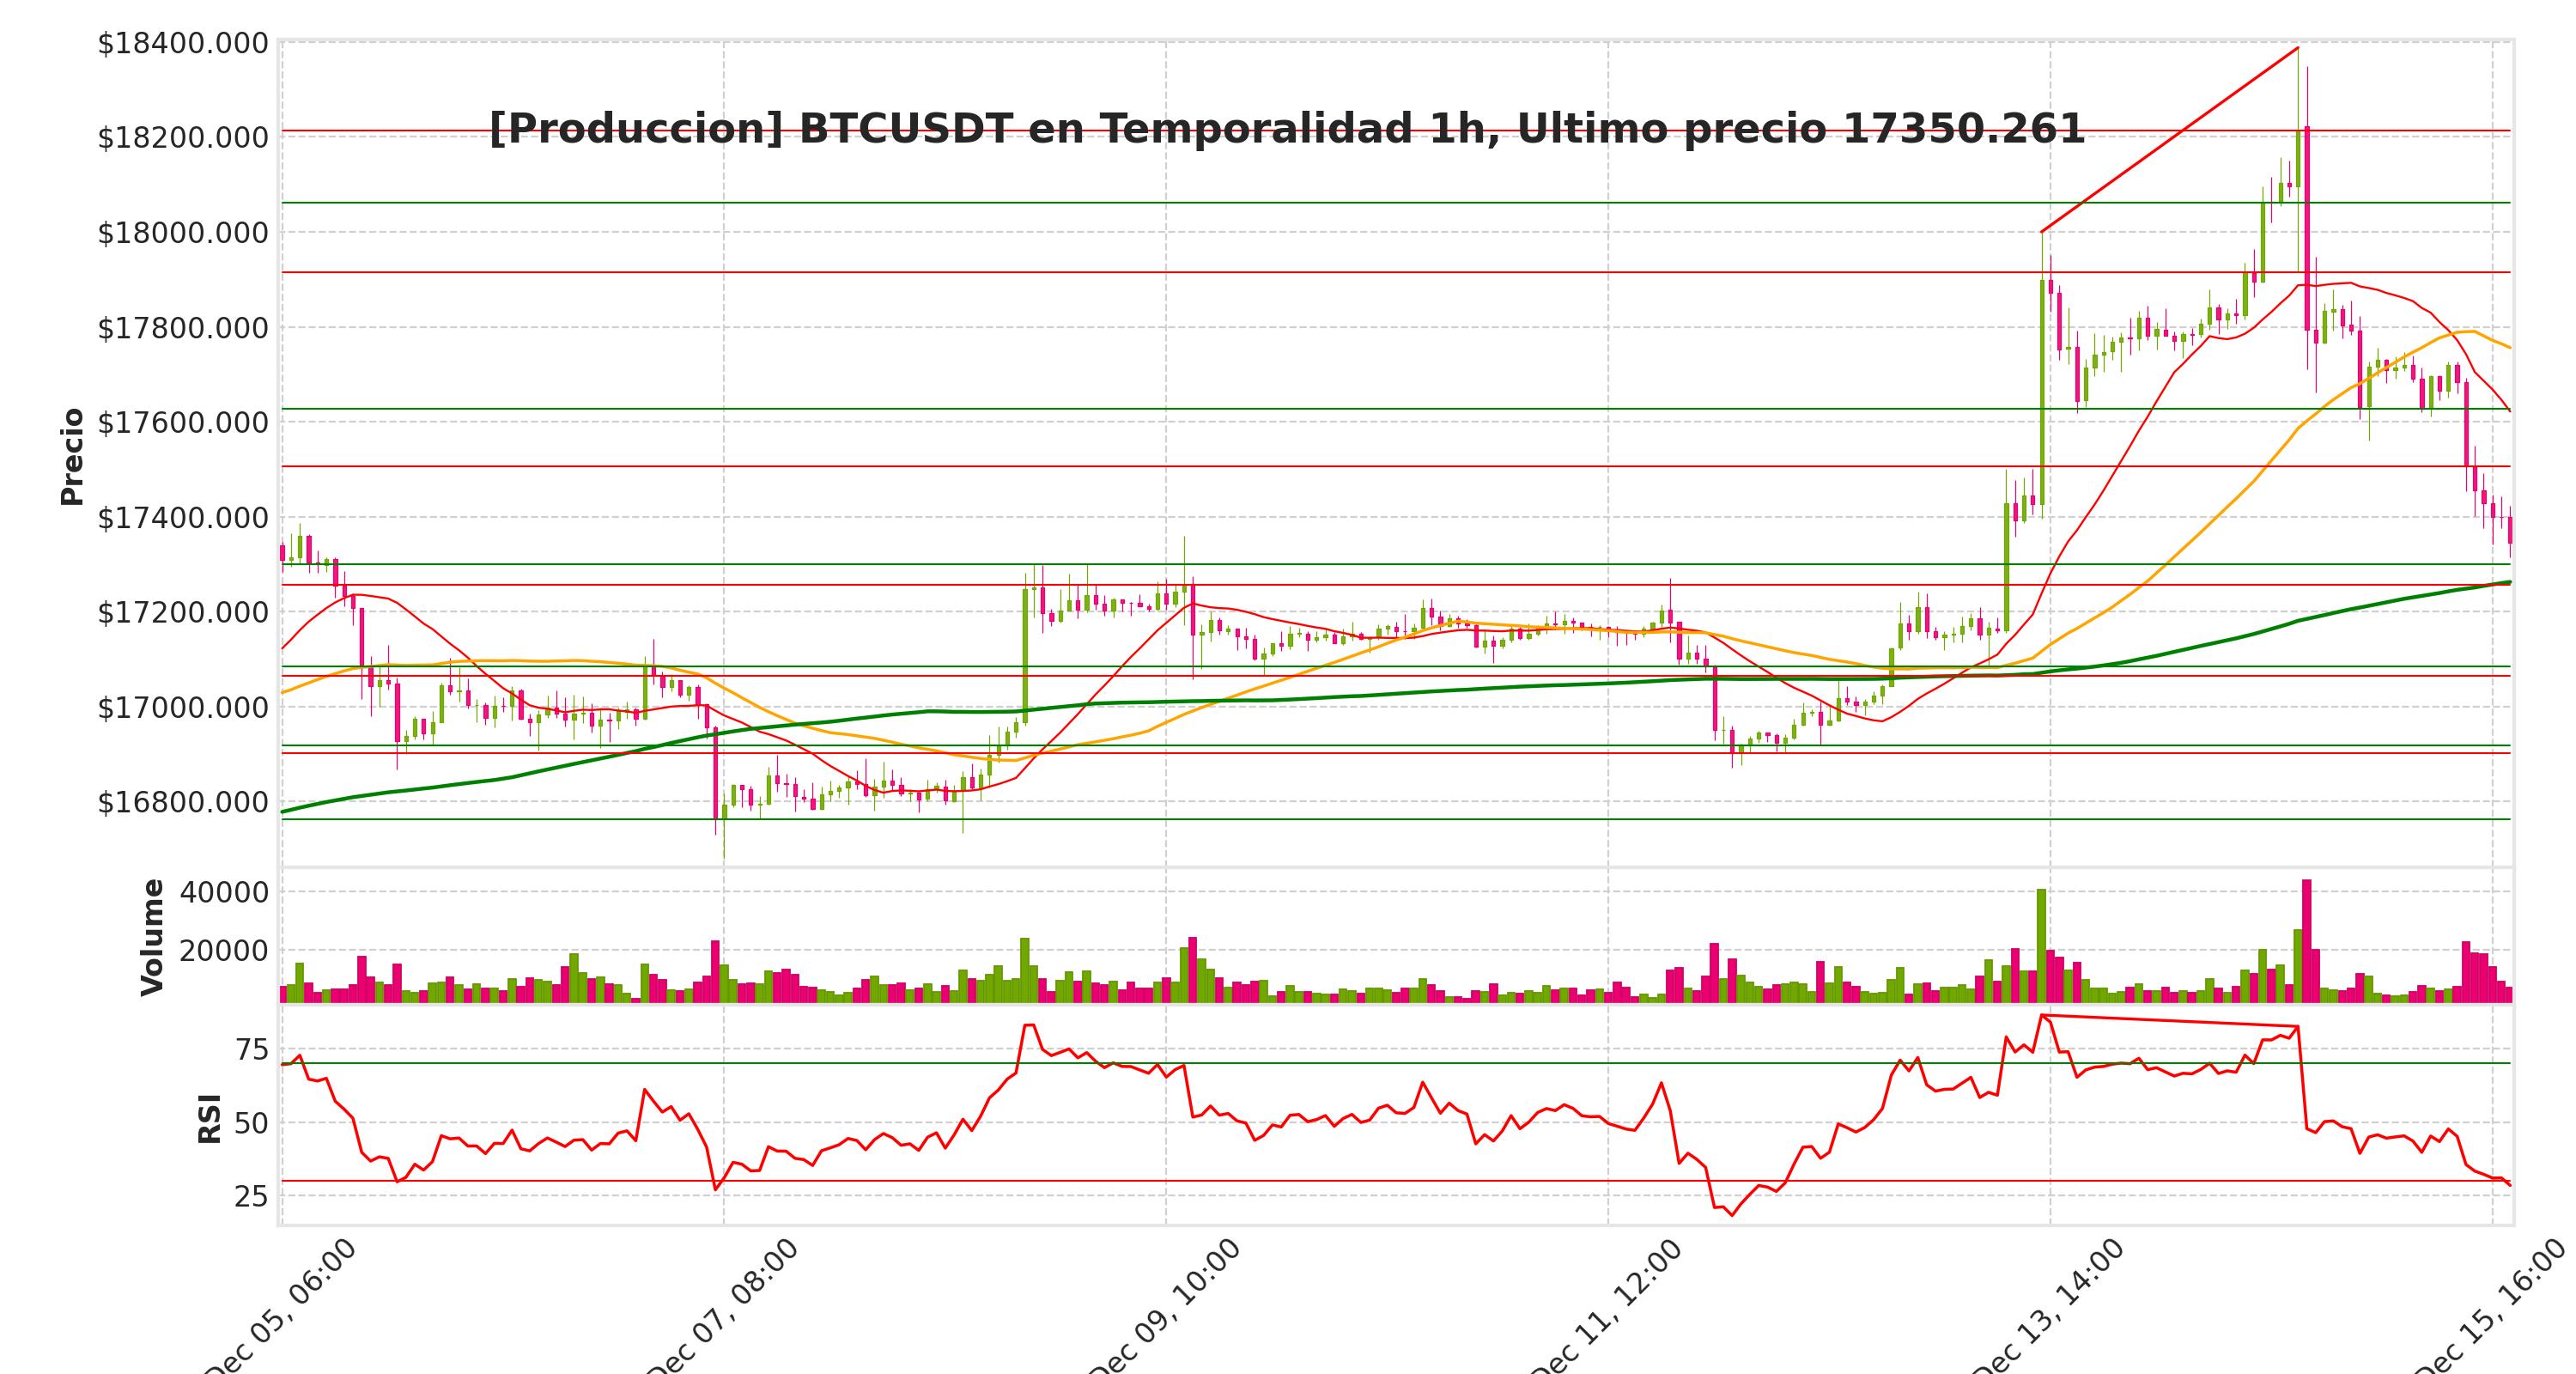 [Produccion] BTCUSDT en Temporalidad 1h, Ultimo precio 17350.261
Precio
$18400.000
$18200.000
$18000.000
$17800.000
$17600.000
$17400.000
$17200.000
$17000.000
$16800.000
Volume
40000
20000
RSI
75
50
25
Dec 05, 06:00
Dec 07, 08:00
Dec 09, 10:00
Dec 11, 12:00
Dec 13, 14:00
Dec 15, 16:00